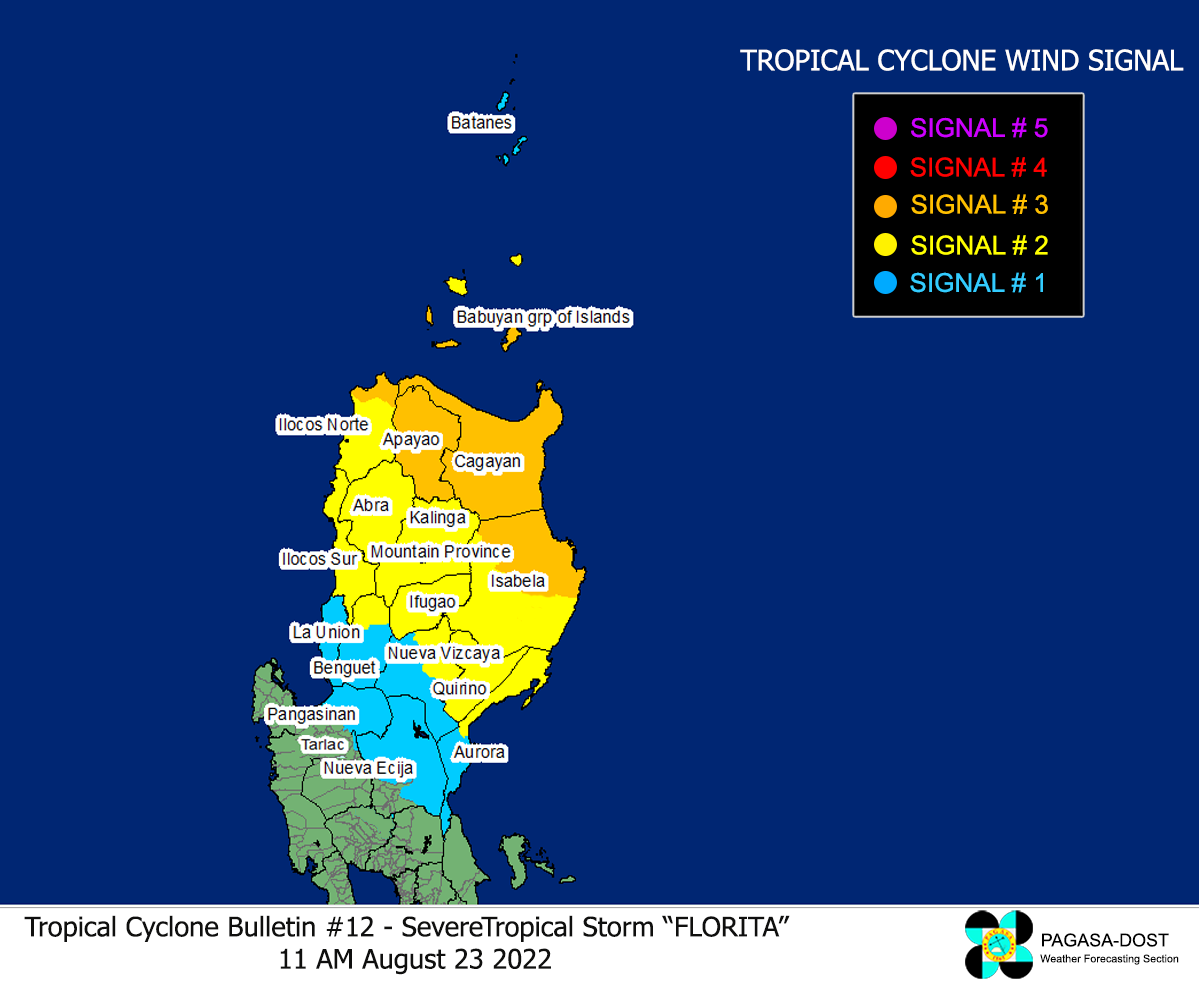 TROPICAL CYCLONE WIND SIGNAL
SIGNAL # 5
SIGNAL # 4
SIGNAL # 3
SIGNAL # 2
SIGNAL # 1
Batanes
Babuyan grp of Islands
Ilocos Norte
Apayao
Cagayan
Abra
Kalinga
Mountain Province
Ilocos Sur
Isabela
Ifugao
La Union
Nueva Vizcaya
Benguet
Quirino
Pangasinan
Tarlac
Aurora
Nueva Ecija
Tropical Cyclone Bulletin #12 - SevereTropical Storm “FLORITA”
11 AM August 23 2022
PAGASA-DOST
Weather Forecasting Section